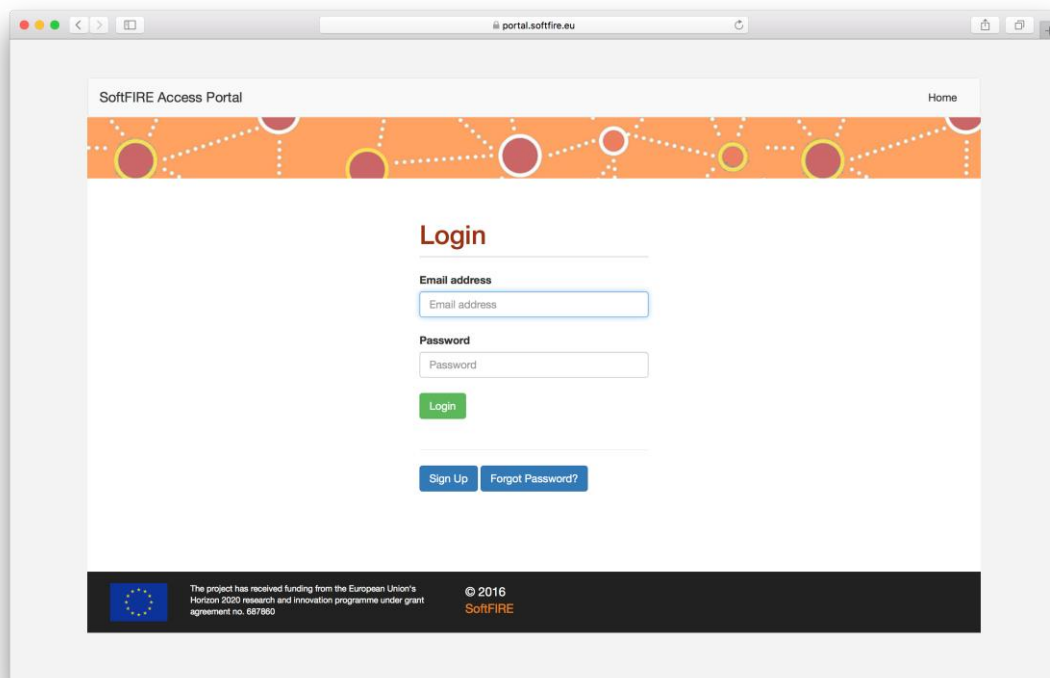 portal.softfire.eu
SoftFIRE Access Portal
Home
Login
Email address
Email address
Password
Password
Login
Sign Up
Forgot Password?
The project has received funding from the European Union's
Horizon 2020 research and innovation programme under grant
agreement no. 687860
© 2016
SoftFIRE